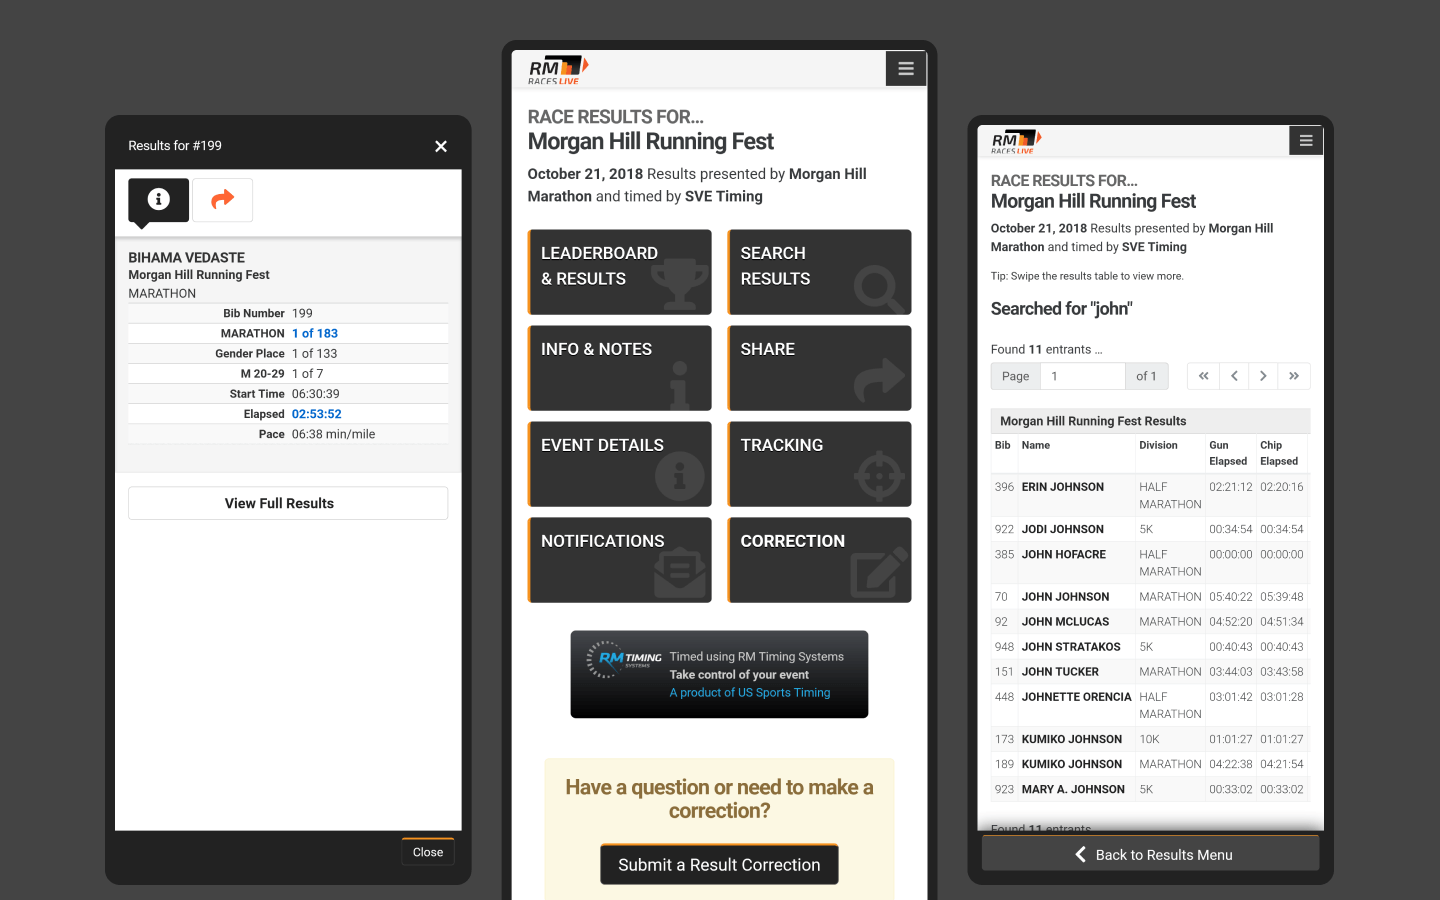 Results for #199
BIHAMA VEDASTE
Morgan Hill Running Fest
MARATHON
Bib Number 199
MARATHON 1 of 183
Gender Place 1 of 133
M 20-29 1 of 7
Start Time 06:30:39
Elapsed 02:53:52
Pace 06:38 min/mile
View Full Results
Close
RM
RACES LIVE
RACE RESULTS FOR...
Morgan Hill Running Fest
October 21, 2018 Results presented by Morgan Hill
Marathon and timed by SVE Timing
LEADERBOARD
& RESULTS
SEARCH
RESULTS
INFO & NOTES
SHARE
EVENT DETAILS
TRACKING
NOTIFICATIONS
CORRECTION
RM TIMING
SYSTEMS
Timed using RM Timing Systems
Take control of your event
A product of US Sports Timing
Have a question or need to make a
correction?
Submit a Result Correction
RM
RACES LIVE
RACE RESULTS FOR...
Morgan Hill Running Fest
October 21, 2018 Results presented by Morgan Hill
Marathon and timed by SVE Timing
Tip: Swipe the results table to view more.
Searched for "john"
Found 11 entrants ...
Page 1 of 1
Morgan Hill Running Fest Results
Bib Name Division Gun Elapsed Chip Elapsed
396 ERIN JOHNSON HALF MARATHON 02:21:12 02:20:16
922 JODI JOHNSON 5K 00:34:54 00:34:54
385 JOHN HOFACRE HALF MARATHON 00:00:00 00:00:00
70 JOHN JOHNSON MARATHON 05:40:22 05:39:48
92 JOHN MCLUCAS MARATHON 04:52:20 04:51:34
948 JOHN STRATAKOS 5K 00:40:43 00:40:43
151 JOHN TUCKER MARATHON 03:44:03 03:43:58
448 JOHNETTE ORENCIA HALF MARATHON 03:01:42 03:01:28
173 KUMIKO JOHNSON 10K 01:01:27 01:01:27
189 KUMIKO JOHNSON MARATHON 04:22:38 04:21:54
923 MARY A. JOHNSON 5K 00:33:02 00:33:02
Found 11 entrants
Back to Results Menu